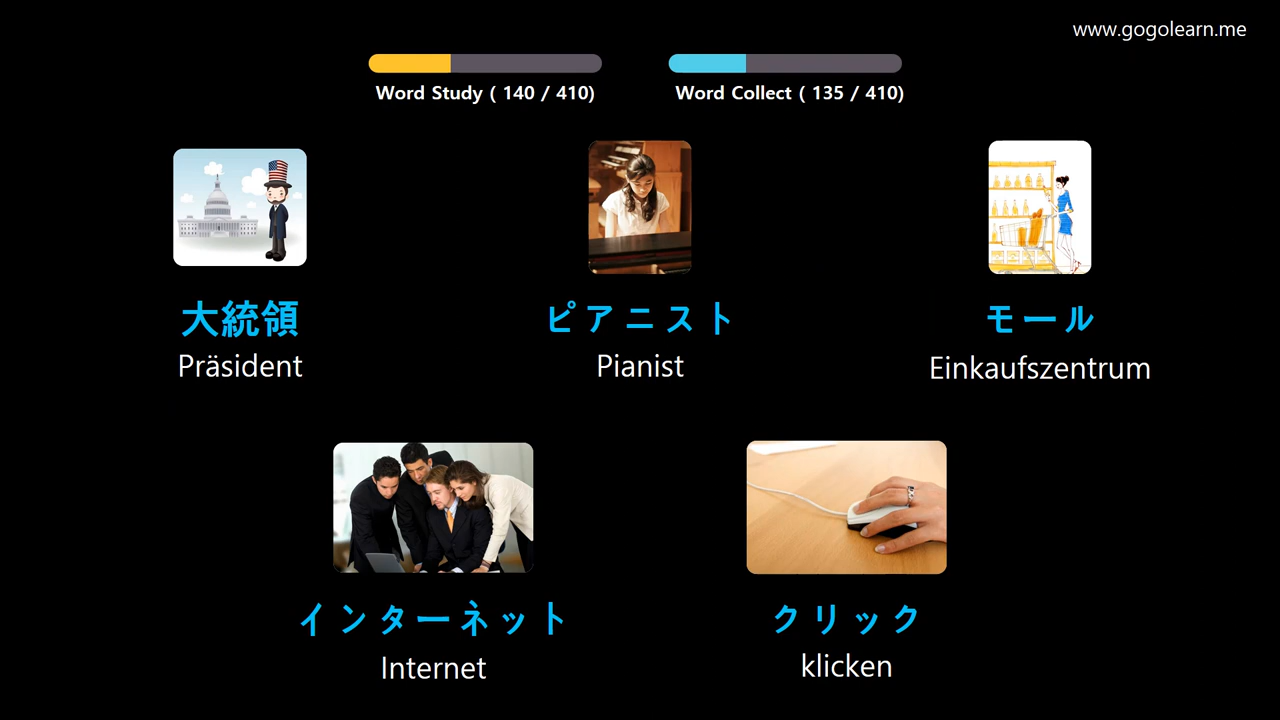 www.gogolearn.me
Word Study ( 140 / 410)
Word Collect ( 135 / 410)
大統領
Präsident
ピアニスト
Pianist
モール
Einkaufszentrum
インターネット
Internet
クリック
klicken